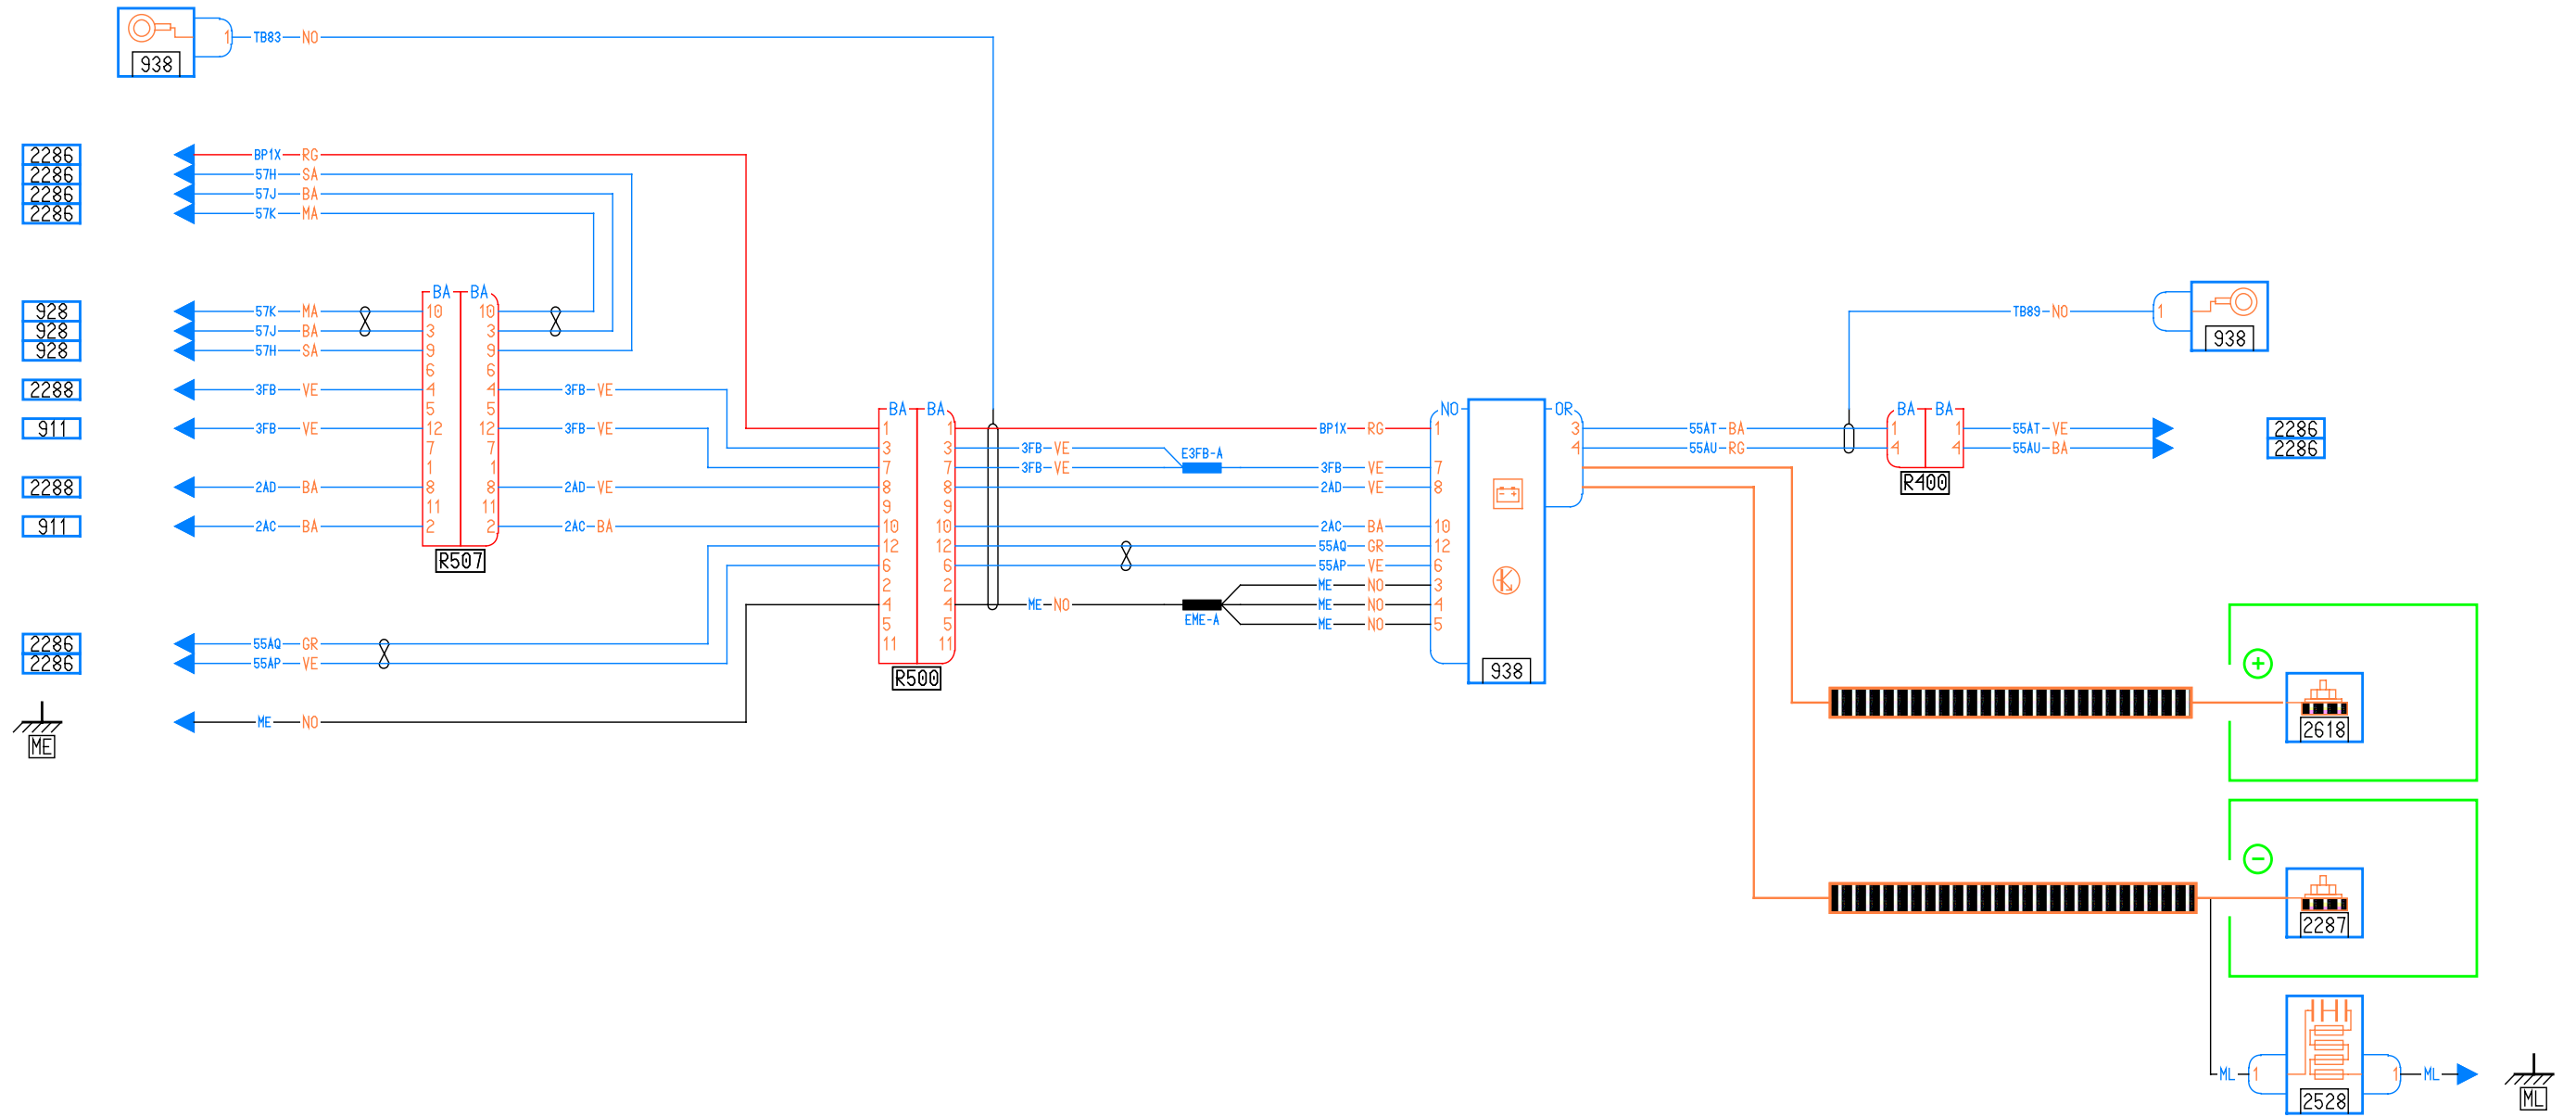 1 TB83 NO
938
2286 BP1X RG
2286 57H SA
2286 57J BA
2286 57K MA
BA BA
928 57K MA 10 10
928 57J BA 3 3
928 57H SA 9 9
6 6
2288 3FB VE 4 4 3FB VE
5 5
911 3FB VE 12 12 3FB VE
7 7
1 1
2288 2AD BA 8 8 2AD VE
11 11
911 2AC BA 2 2 2AC BA
R507
2286 55AQ GR
2286 55AP VE
ME NO
ME
BA BA
1 1 BP1X RG 1
3 3 3FB VE E3FB-A
7 7 3FB VE 3FB VE 7
8 8 2AD VE 8
9 9
10 10 2AC BA 10
12 12 55AQ GR 12
6 6 55AP VE 6
2 2 ME NO 3
4 4 ME NO ME NO 4
5 5 EME-A ME NO 5
11 11
R500
NO OR
938
3 55AT BA
4 55AU RG
TB89 NO 1
938
BA BA
1 1 55AT VE 2286
4 4 55AU BA 2286
R400
+
2618
−
2287
ML 1 1 ML
2528
ML